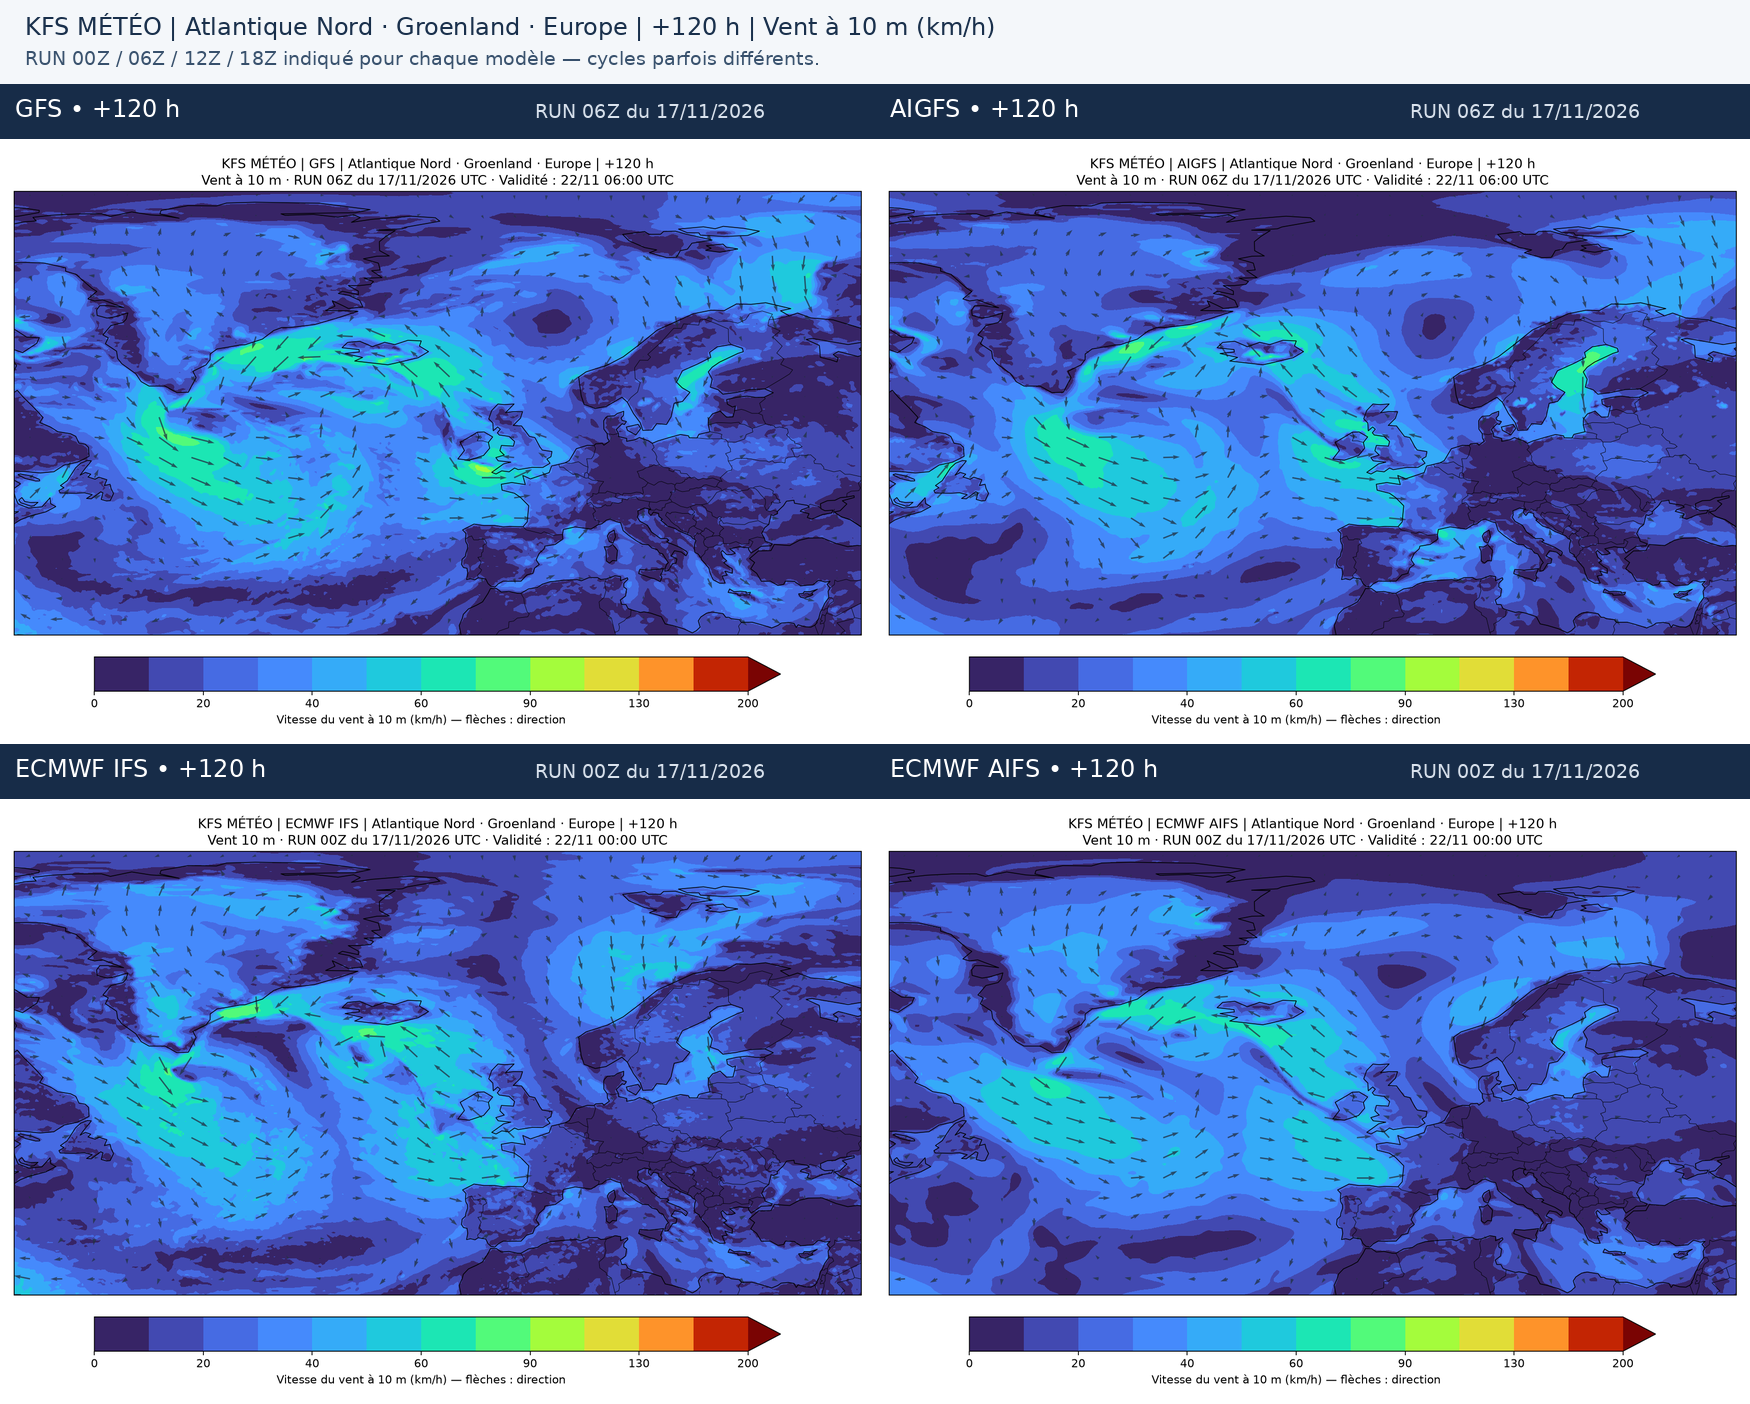 KFS MÉTÉO | Atlantique Nord · Groenland · Europe | +120 h | Vent à 10 m (km/h)
RUN 00Z / 06Z / 12Z / 18Z indiqué pour chaque modèle — cycles parfois différents.
GFS • +120 h
RUN 06Z du 17/11/2026
KFS MÉTÉO | GFS | Atlantique Nord · Groenland · Europe | +120 h
Vent à 10 m · RUN 06Z du 17/11/2026 UTC · Validité : 22/11 06:00 UTC
0 20 40 60 90 130 200
Vitesse du vent à 10 m (km/h) — flèches : direction
AIGFS • +120 h
RUN 06Z du 17/11/2026
KFS MÉTÉO | AIGFS | Atlantique Nord · Groenland · Europe | +120 h
Vent à 10 m · RUN 06Z du 17/11/2026 UTC · Validité : 22/11 06:00 UTC
0 20 40 60 90 130 200
Vitesse du vent à 10 m (km/h) — flèches : direction
ECMWF IFS • +120 h
RUN 00Z du 17/11/2026
KFS MÉTÉO | ECMWF IFS | Atlantique Nord · Groenland · Europe | +120 h
Vent 10 m · RUN 00Z du 17/11/2026 UTC · Validité : 22/11 00:00 UTC
0 20 40 60 90 130 200
Vitesse du vent à 10 m (km/h) — flèches : direction
ECMWF AIFS • +120 h
RUN 00Z du 17/11/2026
KFS MÉTÉO | ECMWF AIFS | Atlantique Nord · Groenland · Europe | +120 h
Vent 10 m · RUN 00Z du 17/11/2026 UTC · Validité : 22/11 00:00 UTC
0 20 40 60 90 130 200
Vitesse du vent à 10 m (km/h) — flèches : direction